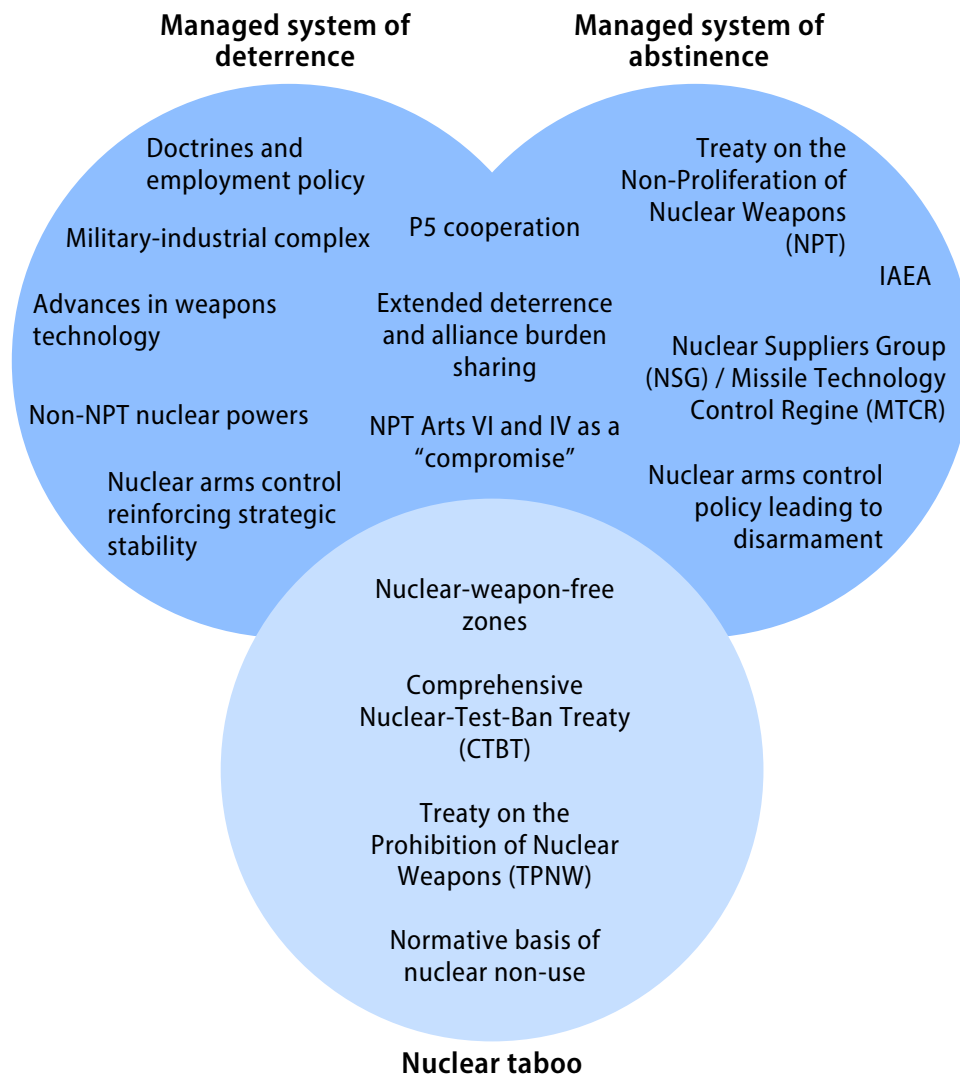 Managed system of
deterrence
Managed system of
abstinence
Doctrines and
employment policy
Military-industrial complex
Advances in weapons
technology
Non-NPT nuclear powers
Nuclear arms control
reinforcing strategic
stability
P5 cooperation
Extended deterrence
and alliance burden
sharing
NPT Arts VI and IV as a
“compromise”
Treaty on the
Non-Proliferation of
Nuclear Weapons
(NPT)
IAEA
Nuclear Suppliers Group
(NSG) / Missile Technology
Control Regime (MTCR)
Nuclear arms control
policy leading to
disarmament
Nuclear-weapon-free
zones
Comprehensive
Nuclear-Test-Ban Treaty
(CTBT)
Treaty on the
Prohibition of Nuclear
Weapons (TPNW)
Normative basis of
nuclear non-use
Nuclear taboo